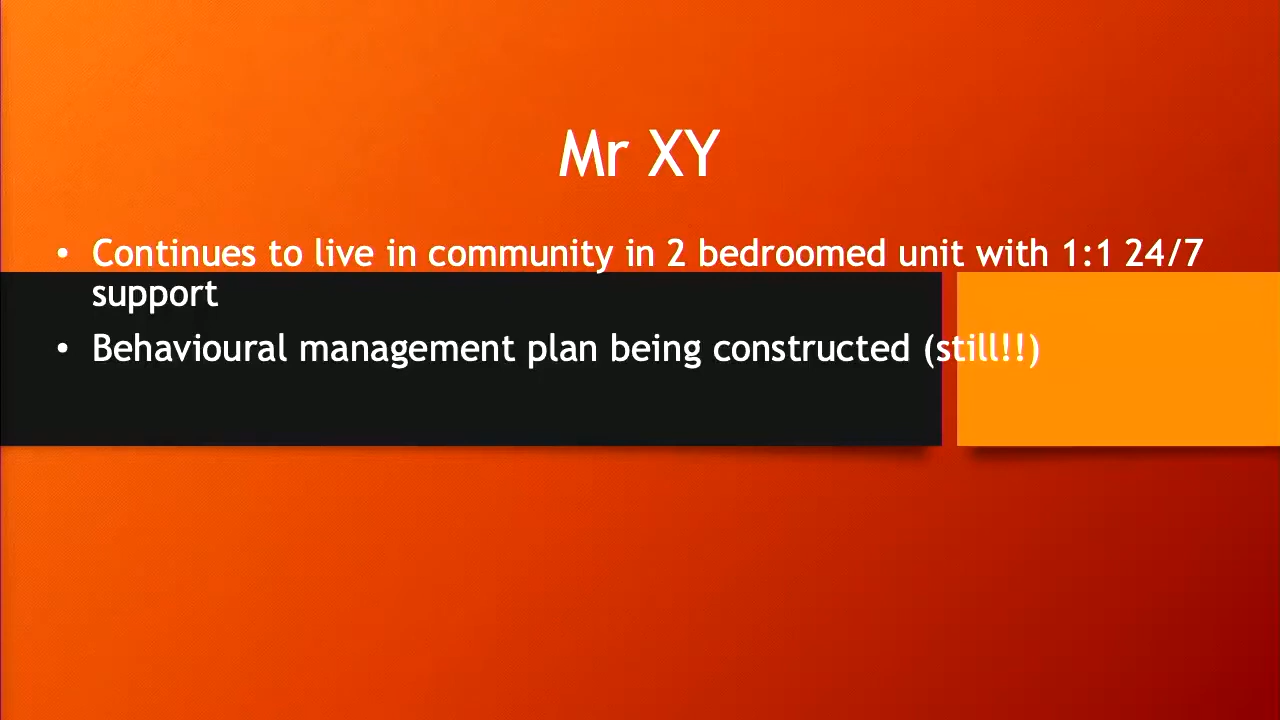 Mr XY
• Continues to live in community in 2 bedroomed unit with 1:1 24/7
support
• Behavioural management plan being constructed (still!!)